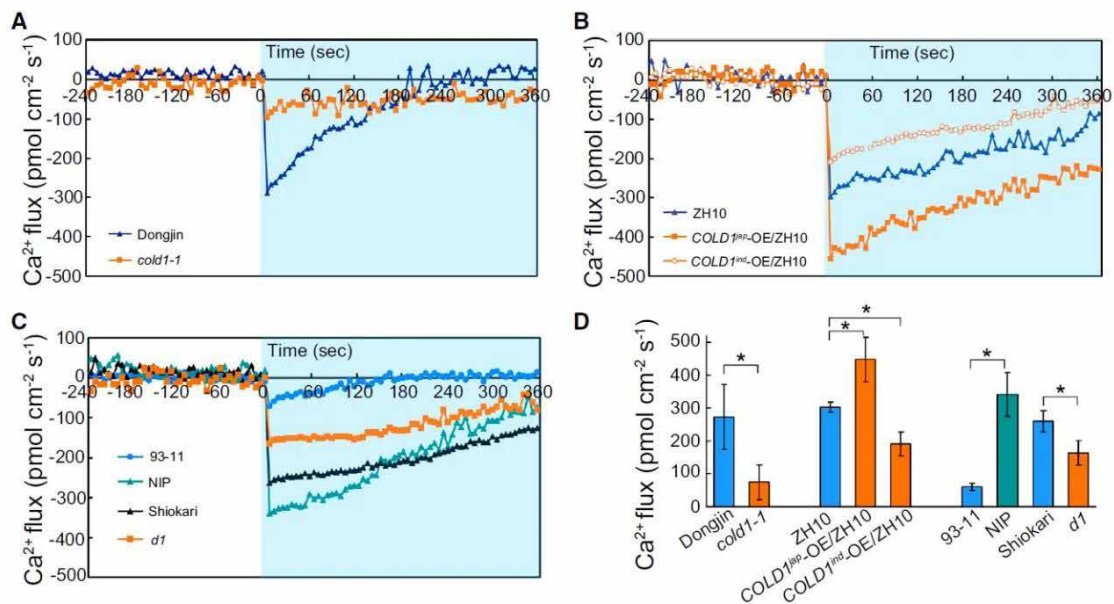 A
Ca²⁺ flux (pmol cm⁻² s⁻¹)
100
0
-100
-200
-300
-400
-500
Time (sec)
-240 -180 -120 -60 0 60 120 180 240 300 360
Dongjin
cold1-1
B
Ca²⁺ flux (pmol cm⁻² s⁻¹)
100
0
-100
-200
-300
-400
-500
Time (sec)
-240 -180 -120 -60 0 60 120 180 240 300 360
ZH10
COLD1ʲᵃᵖ-OE/ZH10
COLD1ⁱⁿᵈ-OE/ZH10
C
Ca²⁺ flux (pmol cm⁻² s⁻¹)
100
0
-100
-200
-300
-400
-500
Time (sec)
-240 -180 -120 -60 0 60 120 180 240 300 360
93-11
NIP
Shiokari
d1
D
Ca²⁺ flux (pmol cm⁻² s⁻¹)
500
400
300
200
100
0
* * * * *
Dongjin
cold1-1
ZH10
COLD1ʲᵃᵖ-OE/ZH10
COLD1ⁱⁿᵈ-OE/ZH10
93-11
NIP
Shiokari
d1